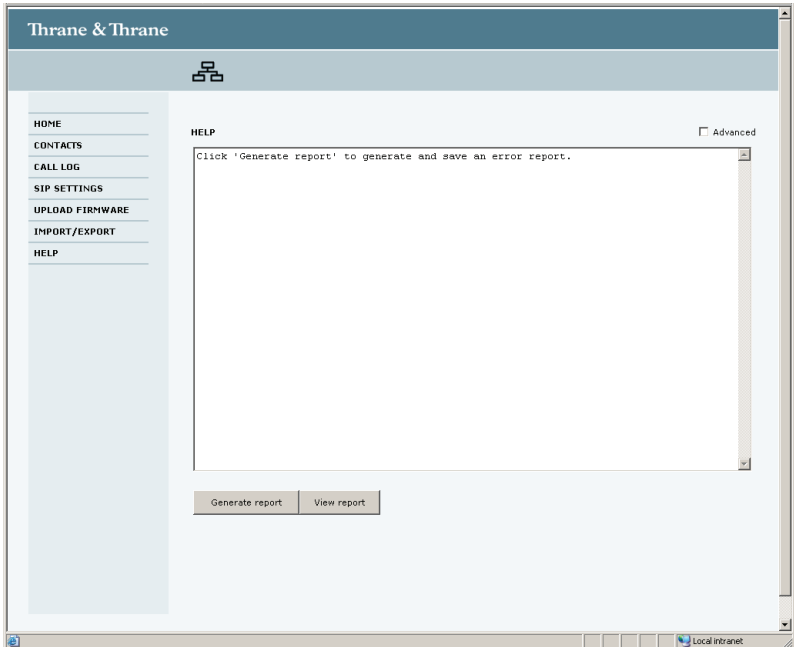 Thrane & Thrane
HOME
CONTACTS
CALL LOG
SIP SETTINGS
UPLOAD FIRMWARE
IMPORT/EXPORT
HELP
HELP
Advanced
Click 'Generate report' to generate and save an error report.
Generate report
View report
Local intranet